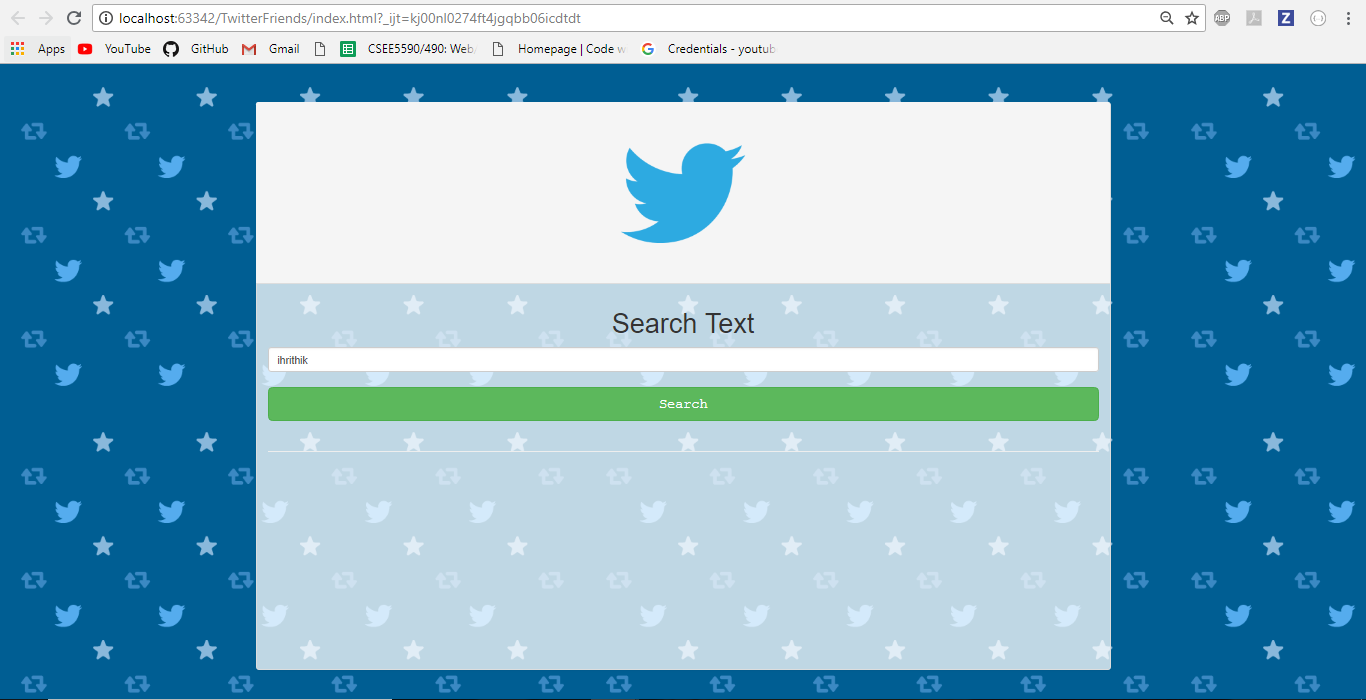 localhost:63342/TwitterFriends/index.html?_ijt=kj00nl0274ft4jgqbb06icdtdt
ABP Z
Apps YouTube GitHub Gmail CSEE5590/490: Web Homepage | Code w Credentials - youtub
Search Text
ihrithik
Search